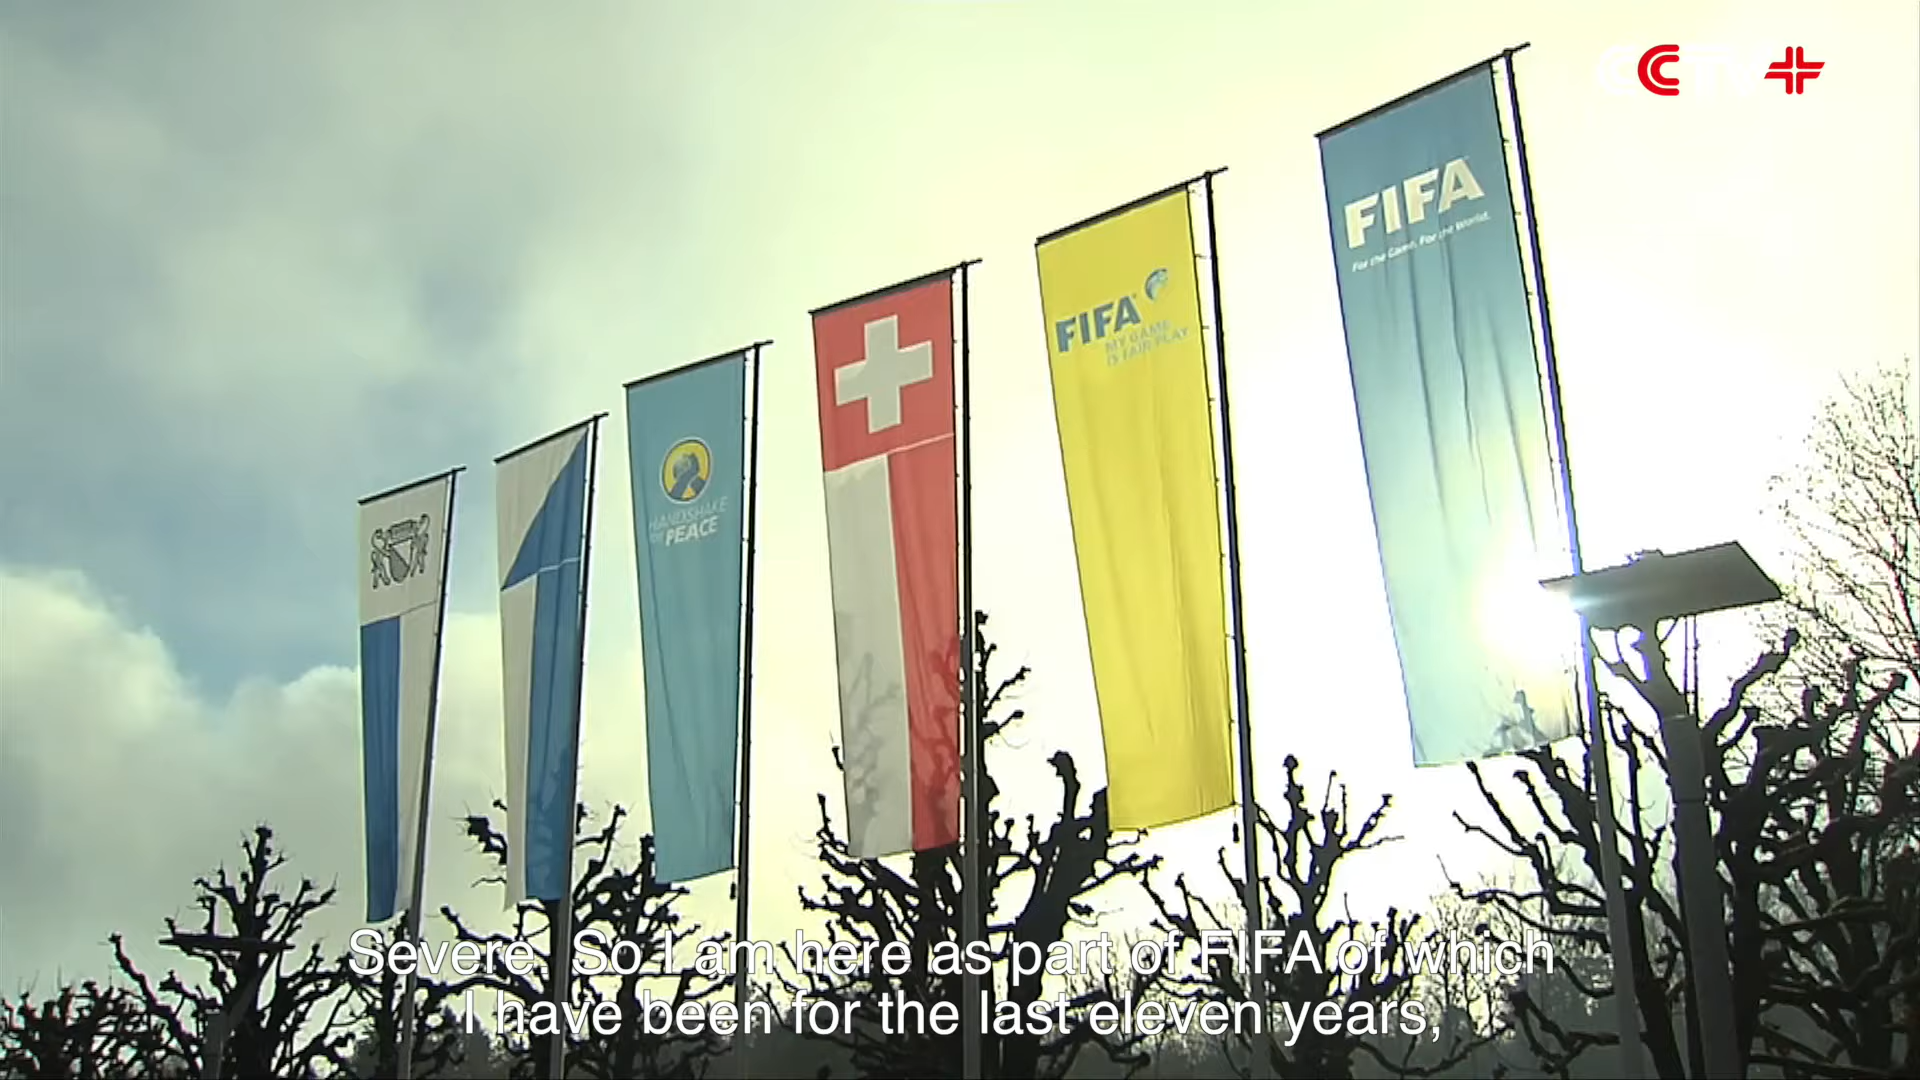 CCTV+
FIFA
For the Game. For the World.
FIFA
MY GAME
IS FAIR PLAY
HANDSHAKE
for PEACE
Severe. So I am here as part of FIFA of which
I have been for the last eleven years,